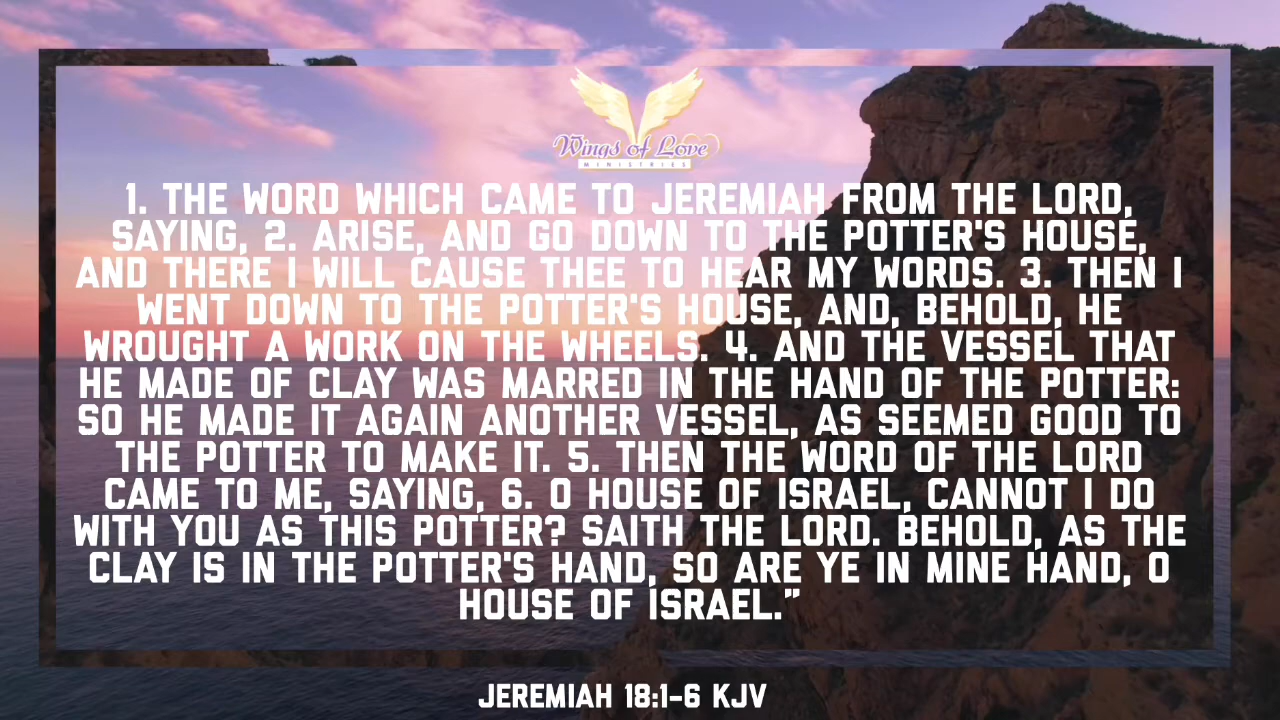 Wings of Love
MINISTRIES
1. THE WORD WHICH CAME TO JEREMIAH FROM THE LORD,
SAYING, 2. ARISE, AND GO DOWN TO THE POTTER'S HOUSE,
AND THERE I WILL CAUSE THEE TO HEAR MY WORDS. 3. THEN I
WENT DOWN TO THE POTTER'S HOUSE, AND, BEHOLD, HE
WROUGHT A WORK ON THE WHEELS. 4. AND THE VESSEL THAT
HE MADE OF CLAY WAS MARRED IN THE HAND OF THE POTTER:
SO HE MADE IT AGAIN ANOTHER VESSEL, AS SEEMED GOOD TO
THE POTTER TO MAKE IT. 5. THEN THE WORD OF THE LORD
CAME TO ME, SAYING, 6. O HOUSE OF ISRAEL, CANNOT I DO
WITH YOU AS THIS POTTER? SAITH THE LORD. BEHOLD, AS THE
CLAY IS IN THE POTTER'S HAND, SO ARE YE IN MINE HAND, O
HOUSE OF ISRAEL.”
JEREMIAH 18:1-6 KJV